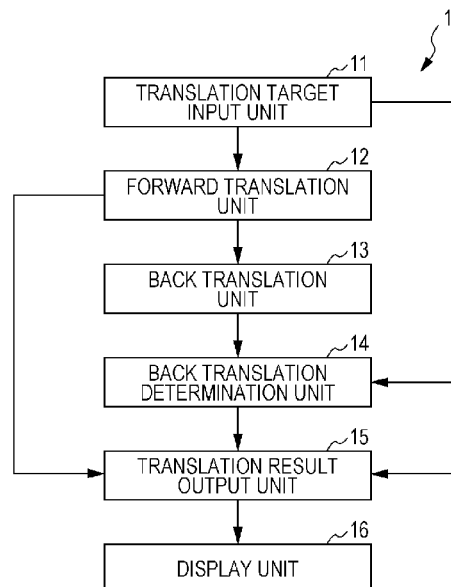 1
11
TRANSLATION TARGET
INPUT UNIT
12
FORWARD TRANSLATION
UNIT
13
BACK TRANSLATION
UNIT
14
BACK TRANSLATION
DETERMINATION UNIT
15
TRANSLATION RESULT
OUTPUT UNIT
16
DISPLAY UNIT